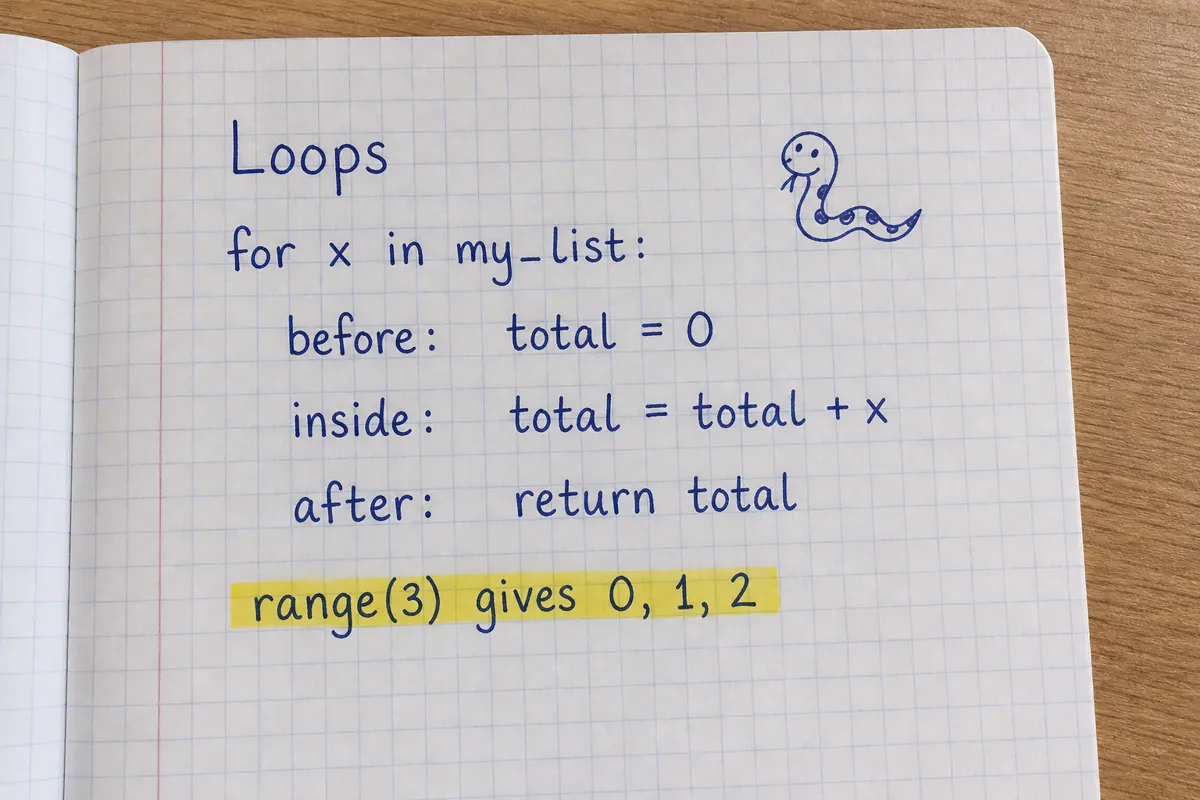 Loops
for x in my_list:
before: total = 0
inside: total = total + x
after: return total
range(3) gives 0, 1, 2